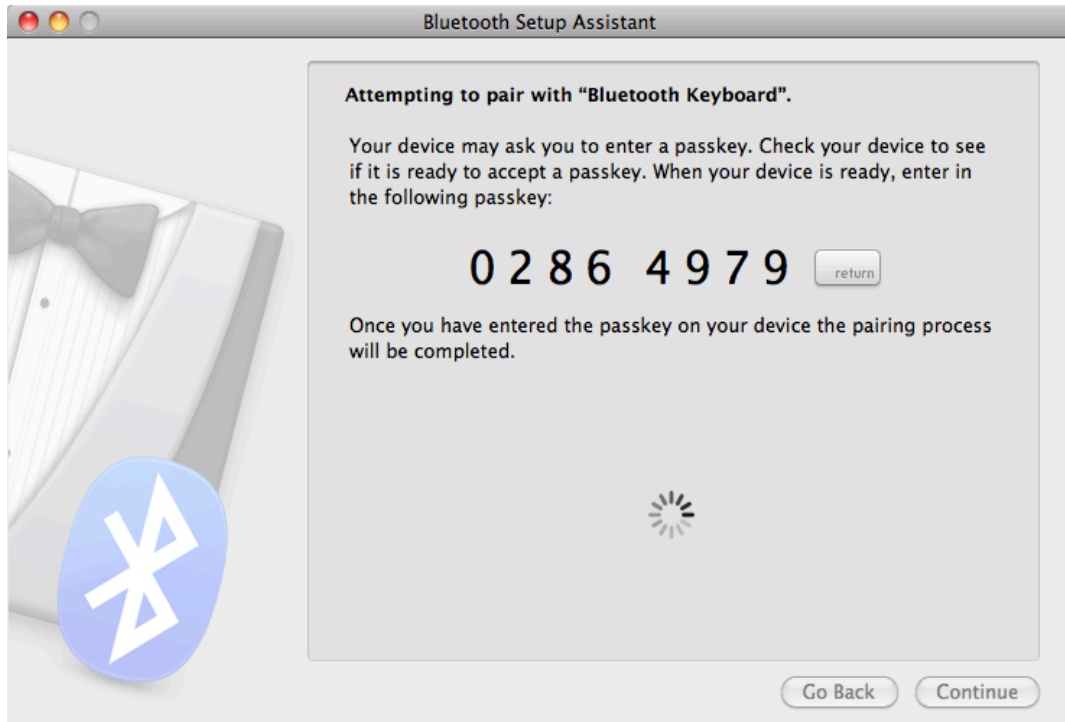 Bluetooth Setup Assistant
Attempting to pair with “Bluetooth Keyboard”.
Your device may ask you to enter a passkey. Check your device to see
if it is ready to accept a passkey. When your device is ready, enter in
the following passkey:
0286 4979 return
Once you have entered the passkey on your device the pairing process
will be completed.
Go Back Continue